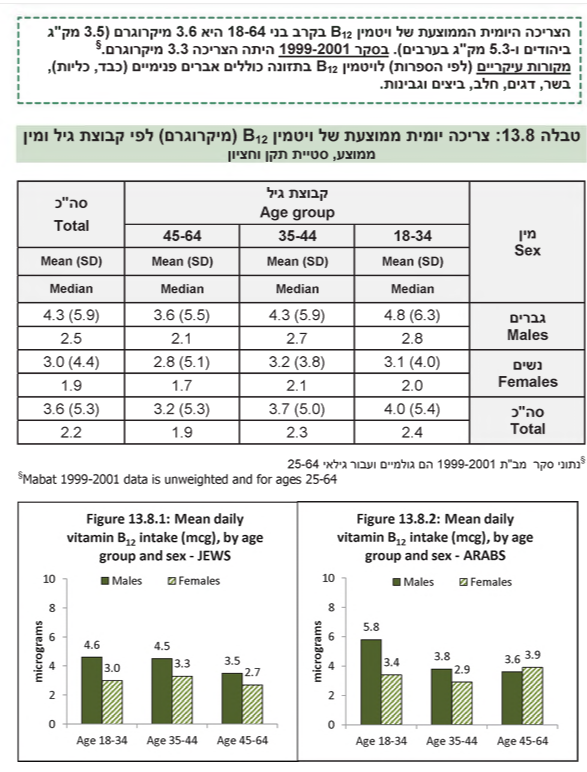 הצריכה היומית הממוצעת של ויטמין B12 בקרב בני 18-64 היא 3.6 מיקרוגרם (3.5 מק"ג
ביהודים ו-5.3 מק"ג בערבים). בסקר 1999-2001 היתה הצריכה 3.3 מיקרוגרם.§
מקורות עיקריים (לפי הספרות) לויטמין B12 בתזונה כוללים אברים פנימיים (כבד, כליות),
בשר, דגים, חלב, ביצים וגבינות.
טבלה 13.8: צריכה יומית ממוצעת של ויטמין B12 (מיקרוגרם) לפי קבוצת גיל ומין
ממוצע, סטיית תקן וחציון
מין
Sex
קבוצת גיל
Age group
סה"כ
Total
18-34 35-44 45-64
Mean (SD) Mean (SD) Mean (SD) Mean (SD)
Median Median Median Median
גברים 4.8 (6.3) 4.3 (5.9) 3.6 (5.5) 4.3 (5.9)
Males 2.8 2.7 2.1 2.5
נשים 3.1 (4.0) 3.2 (3.8) 2.8 (5.1) 3.0 (4.4)
Females 2.0 2.1 1.7 1.9
סה"כ 4.0 (5.4) 3.7 (5.0) 3.2 (5.3) 3.6 (5.3)
Total 2.4 2.3 1.9 2.2
§נתוני סקר מב"ת 1999-2001 הם גולמיים ועבור גילאי 25-64
§Mabat 1999-2001 data is unweighted and for ages 25-64
Figure 13.8.1: Mean daily
vitamin B12 intake (mcg), by age
group and sex - JEWS
Males Females
micrograms
10
8
6
4
2
0
4.6 3.0 4.5 3.3 3.5 2.7
Age 18-34 Age 35-44 Age 45-64
Figure 13.8.2: Mean daily
vitamin B12 intake (mcg), by age
group and sex - ARABS
Males Females
micrograms
10
8
6
4
2
0
5.8 3.4 3.8 2.9 3.6 3.9
Age 18-34 Age 35-44 Age 45-64